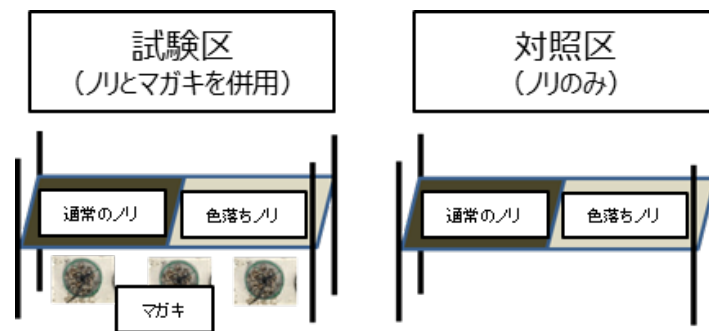 試験区
（ノリとマガキを併用）
対照区
（ノリのみ）
通常のノリ
色落ちノリ
マガキ
通常のノリ
色落ちノリ